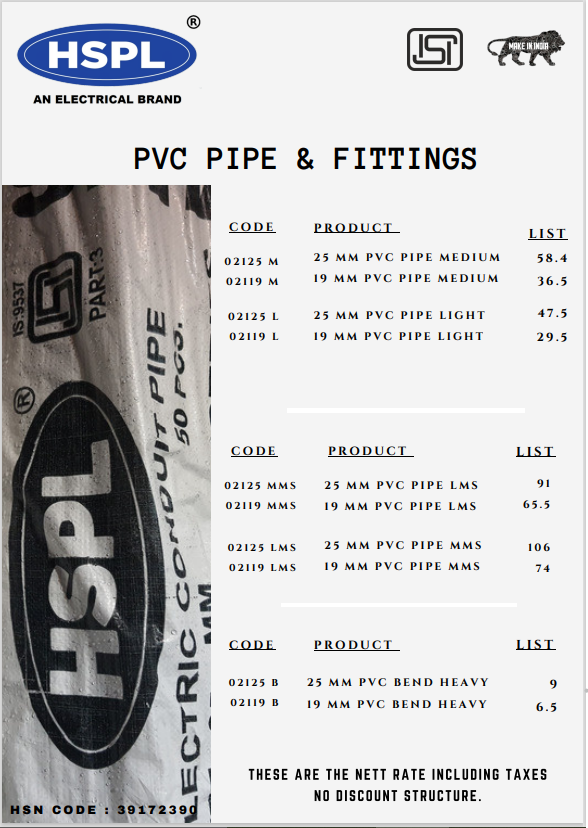 ®
HSPL
AN ELECTRICAL BRAND
ISI
MAKE IN INDIA
PVC PIPE & FITTINGS
CODE PRODUCT LIST
02125 M 25 MM PVC PIPE MEDIUM 58.4
02119 M 19 MM PVC PIPE MEDIUM 36.5
02125 L 25 MM PVC PIPE LIGHT 47.5
02119 L 19 MM PVC PIPE LIGHT 29.5
CODE PRODUCT LIST
02125 MMS 25 MM PVC PIPE LMS 91
02119 MMS 19 MM PVC PIPE LMS 65.5
02125 LMS 25 MM PVC PIPE MMS 106
02119 LMS 19 MM PVC PIPE MMS 74
CODE PRODUCT LIST
02125 B 25 MM PVC BEND HEAVY 9
02119 B 19 MM PVC BEND HEAVY 6.5
THESE ARE THE NETT RATE INCLUDING TAXES
NO DISCOUNT STRUCTURE.
IS:9537
PART:3
®
HSPL
ECTRIC CONDUIT PIPE
50 PCS.
MM
HSN CODE : 39172390